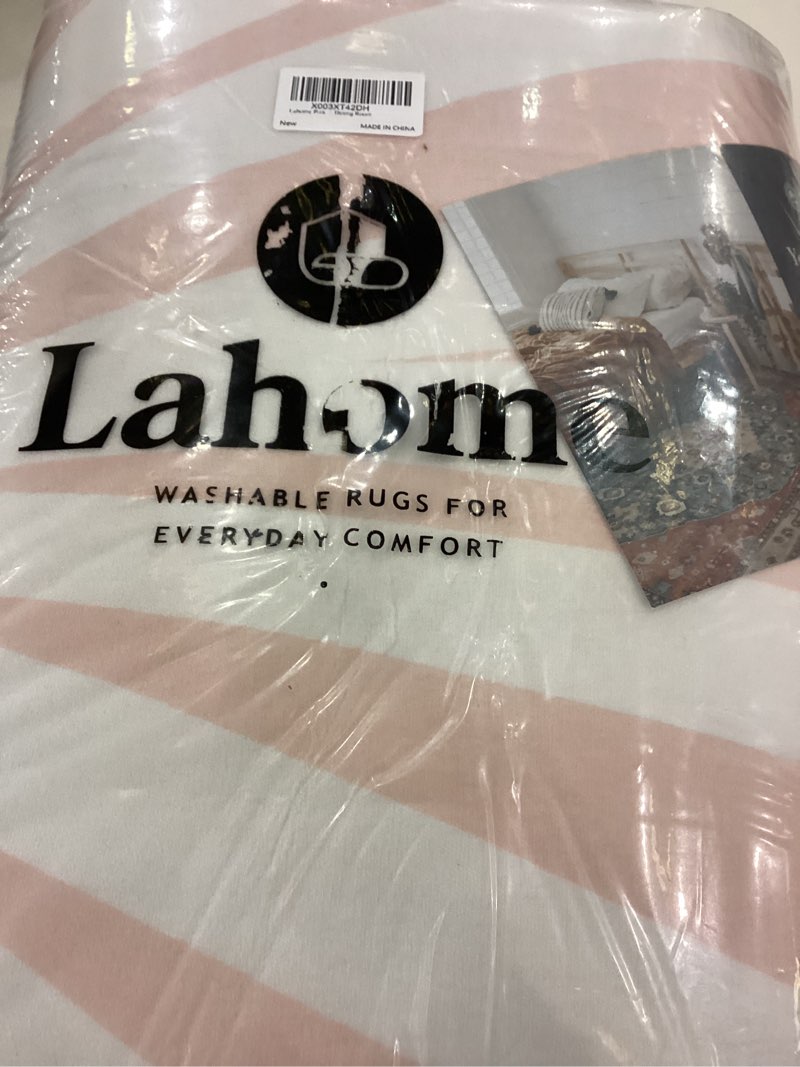 X003XT42DH
New
MADE IN CHINA
Lahome
WASHABLE RUGS FOR
EVERYDAY COMFORT